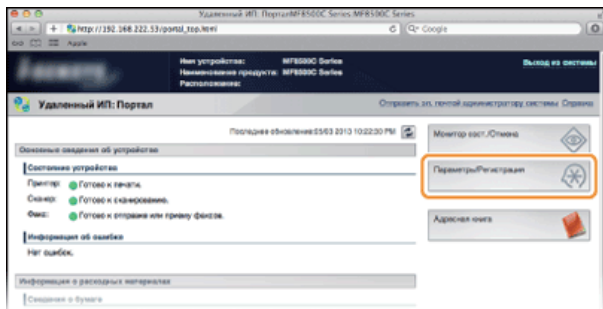 Удаленный ИП: ПорталMF8500C Series:MF8500C Series
http://192.168.222.53/portal_top.html
Google
Apple
Имя устройства: MF8500C Series
Наименование продукта: MF8500C Series
Расположение:
Выход из системы
Удаленный ИП: Портал
Отправить эл. почтой администратору системы Справка
Последнее обновление:05/03 2013 10:22:30 PM
Основные сведения об устройстве
Состояние устройства
Принтер: Готово к печати.
Сканер: Готово к сканированию.
Факс: Готово к отправке или приему факсов.
Информация об ошибке
Нет ошибок.
Информация о расходных материалах
Сведения о бумаге
Монитор сост./Отмена
Параметры/Регистрация
Адресная книга